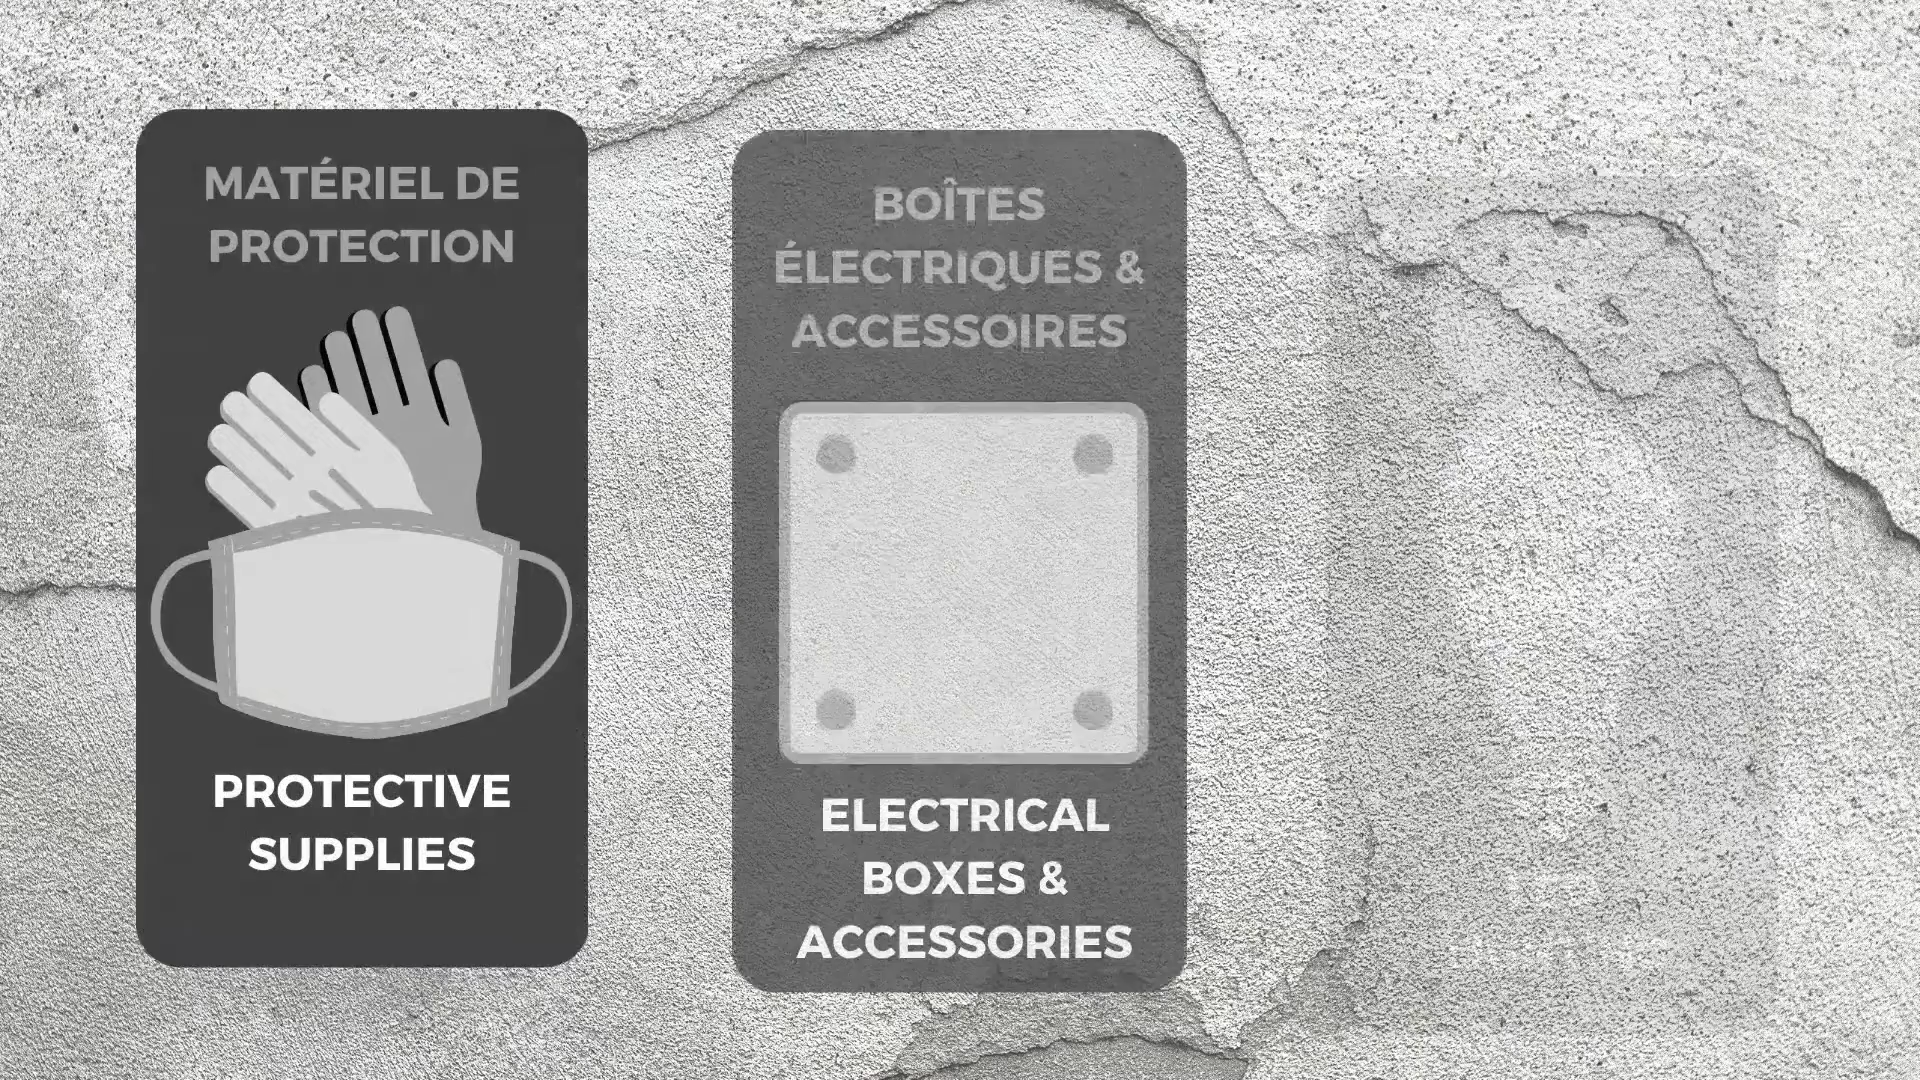 MATÉRIEL DE
PROTECTION
PROTECTIVE
SUPPLIES
BOÎTES
ÉLECTRIQUES &
ACCESSOIRES
ELECTRICAL
BOXES &
ACCESSORIES